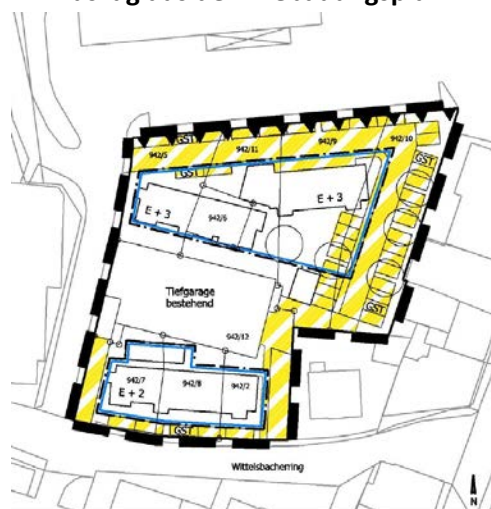 GST
942/5
942/11
942/9
942/10
GST
GST
E + 3
E + 3
942/6
Tiefgarage
bestehend
GST
942/12
942/7
942/8
942/2
E + 2
GST
Wittelsbacherring
N